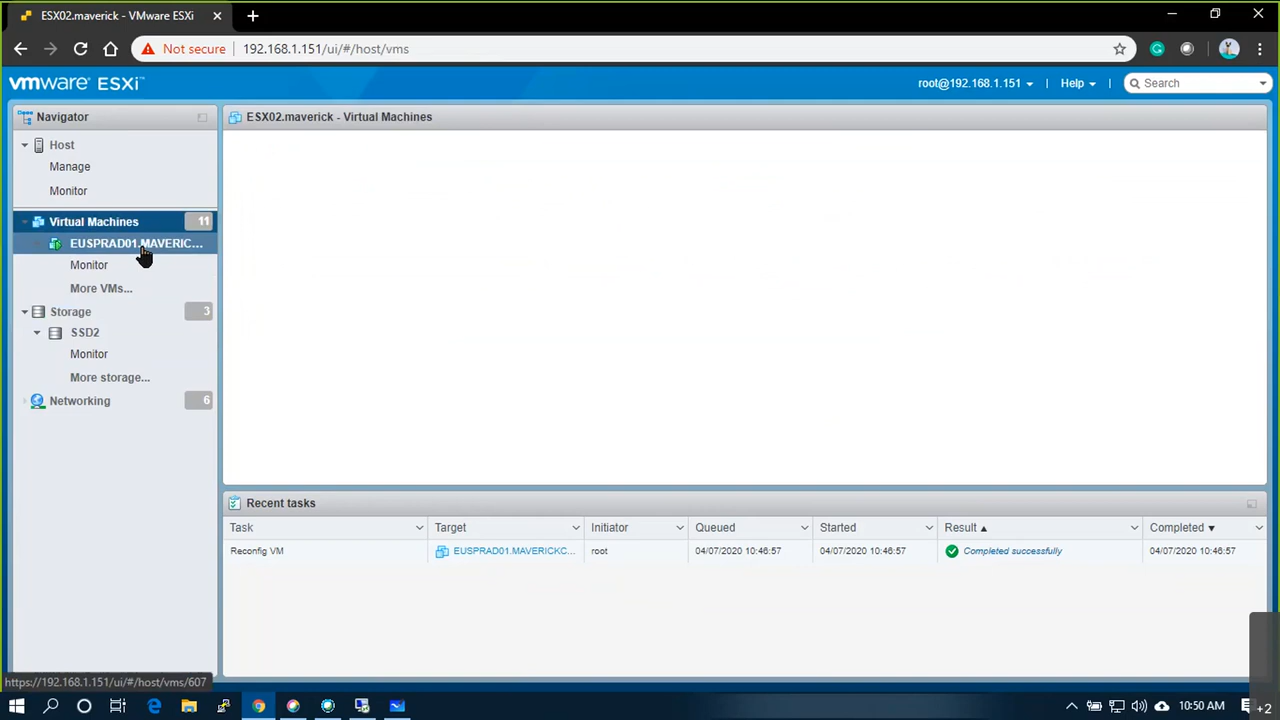 ESX02.maverick - VMware ESXi
Not secure 192.168.1.151/ui/#/host/vms
vmware ESXi™
root@192.168.1.151 | Help | Search
Navigator
Host
Manage
Monitor
Virtual Machines 11
EUSPRAD01.MAVERIC...
Monitor
More VMs...
Storage 3
SSD2
Monitor
More storage...
Networking 6
ESX02.maverick - Virtual Machines
Recent tasks
Task Target Initiator Queued Started Result Completed
Reconfig VM EUSPRAD01.MAVERICKC... root 04/07/2020 10:46:57 04/07/2020 10:46:57 Completed successfully 04/07/2020 10:46:57
https://192.168.1.151/ui/#/host/vms/607
10:50 AM
+2